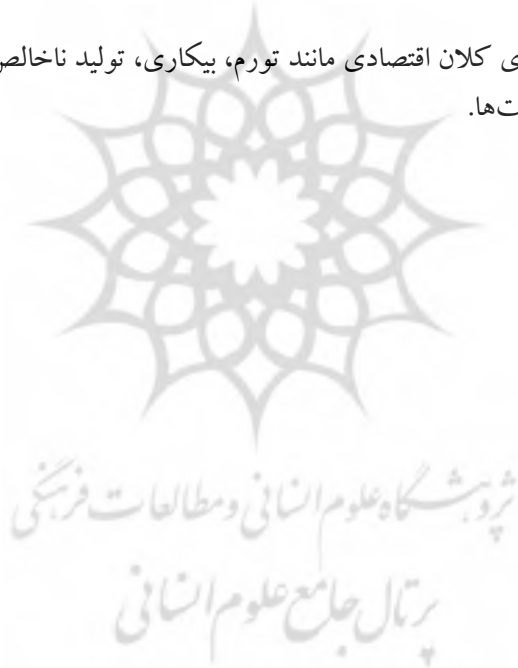 ی کلان اقتصادی مانند تورم، بیکاری، تولید ناخالص
ت‌ها.
پژوهشگاه علوم انسانی و مطالعات فرهنگی
پرتال جامع علوم انسانی